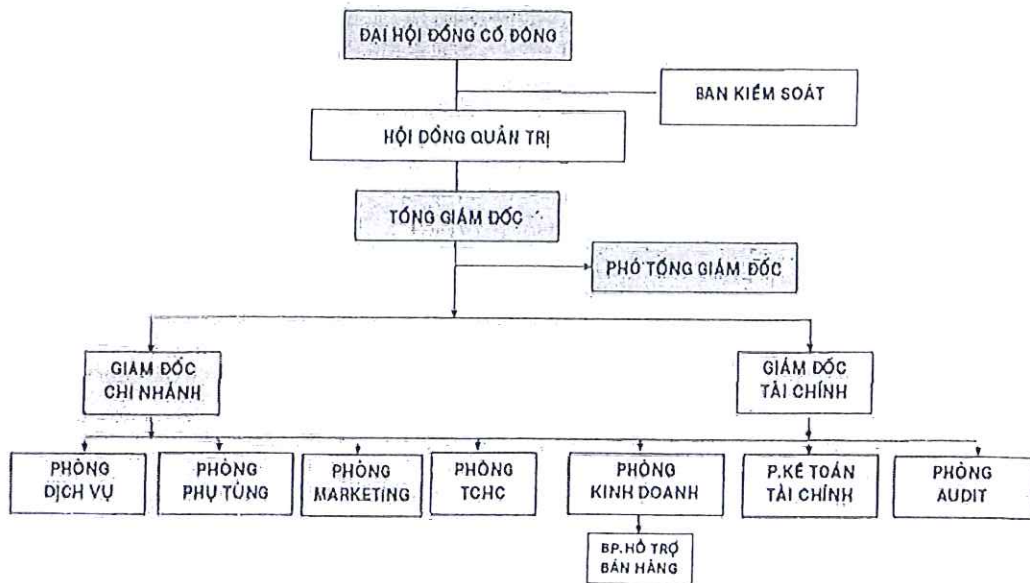 ĐẠI HỘI ĐỒNG CỔ ĐÔNG
BAN KIỂM SOÁT
HỘI ĐỒNG QUẢN TRỊ
TỔNG GIÁM ĐỐC
PHÓ TỔNG GIÁM ĐỐC
GIÁM ĐỐC
CHI NHÁNH
GIÁM ĐỐC
TÀI CHÍNH
PHÒNG
DỊCH VỤ
PHÒNG
PHỤ TÙNG
PHÒNG
MARKETING
PHÒNG
TCHC
PHÒNG
KINH DOANH
P.KẾ TOÁN
TÀI CHÍNH
PHÒNG
AUDIT
BP.HỖ TRỢ
BÁN HÀNG